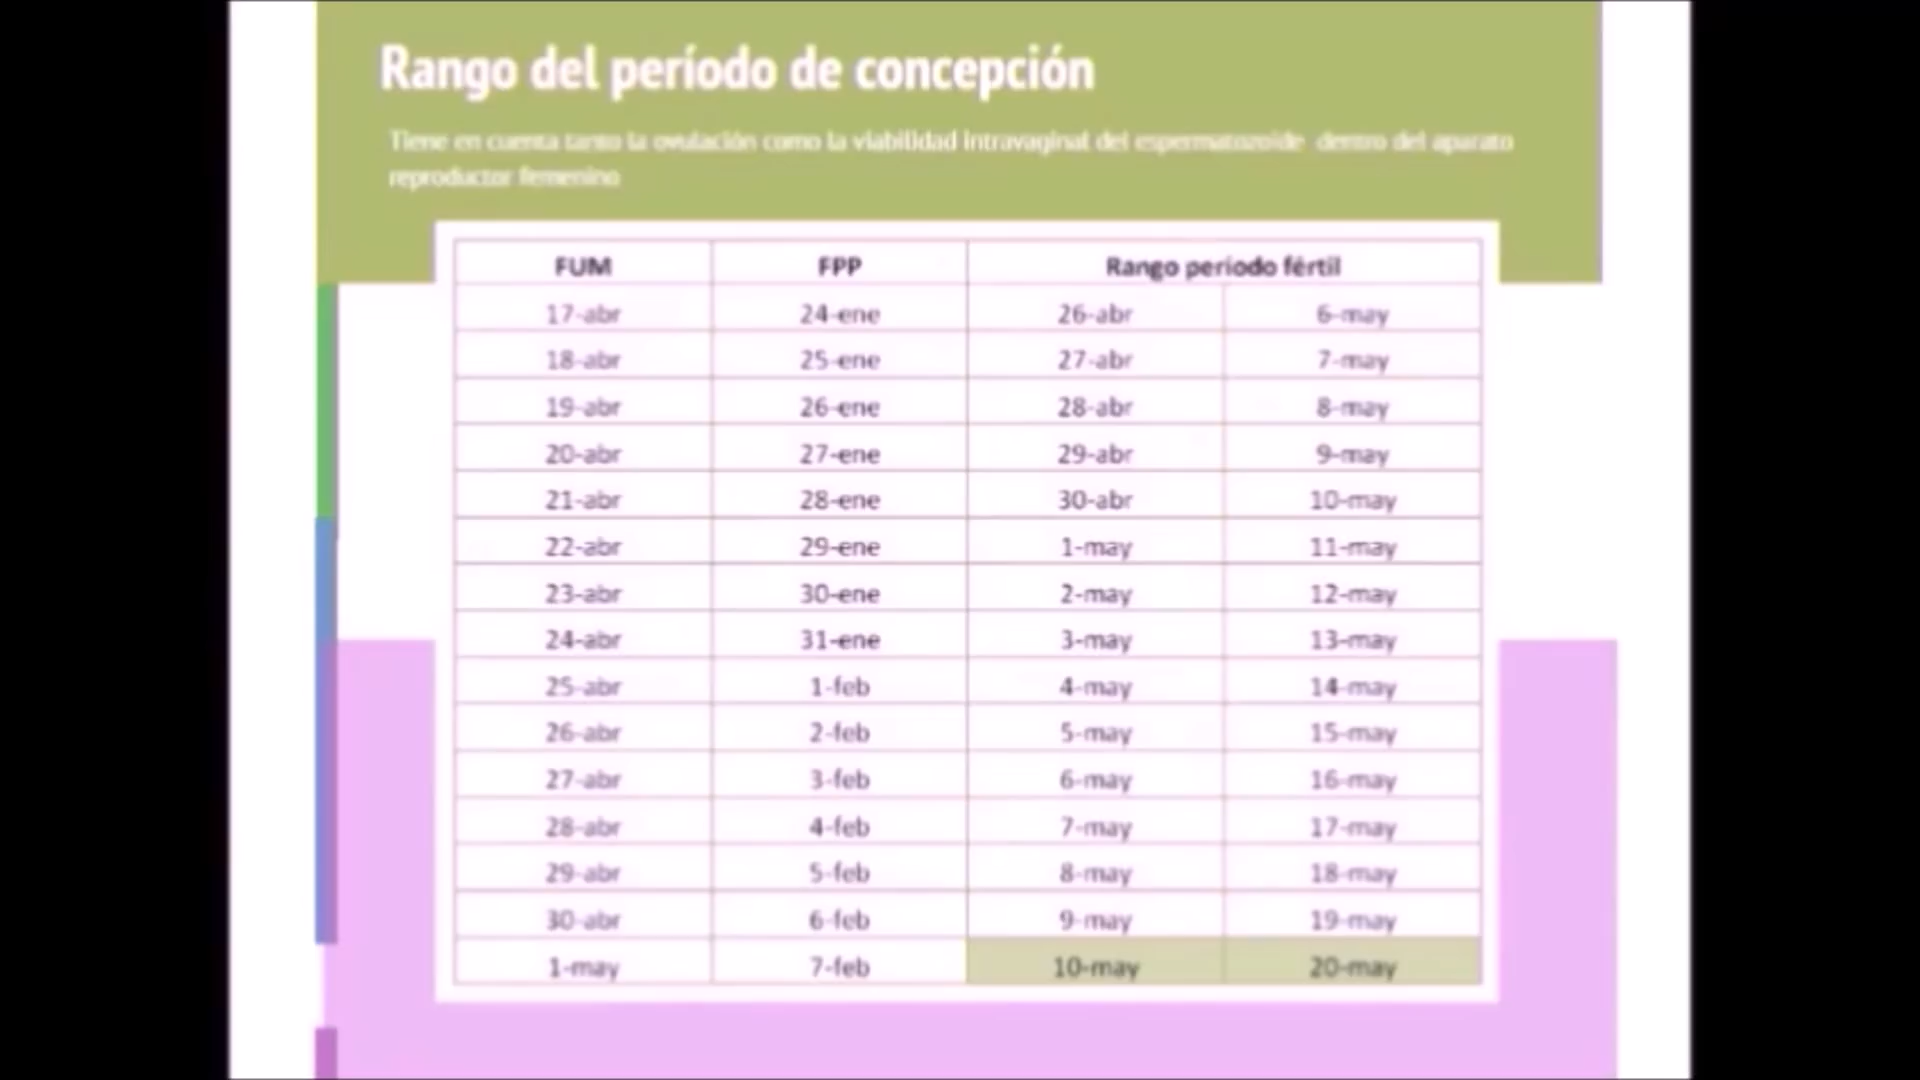 Rango del período de concepción
Tiene en cuenta tanto la ovulación como la viabilidad intravaginal del espermatozoide dentro del aparato
reproductor femenino
FUM FPP Rango periodo fértil
17-abr 24-ene 26-abr 6-may
18-abr 25-ene 27-abr 7-may
19-abr 26-ene 28-abr 8-may
20-abr 27-ene 29-abr 9-may
21-abr 28-ene 30-abr 10-may
22-abr 29-ene 1-may 11-may
23-abr 30-ene 2-may 12-may
24-abr 31-ene 3-may 13-may
25-abr 1-feb 4-may 14-may
26-abr 2-feb 5-may 15-may
27-abr 3-feb 6-may 16-may
28-abr 4-feb 7-may 17-may
29-abr 5-feb 8-may 18-may
30-abr 6-feb 9-may 19-may
1-may 7-feb 10-may 20-may